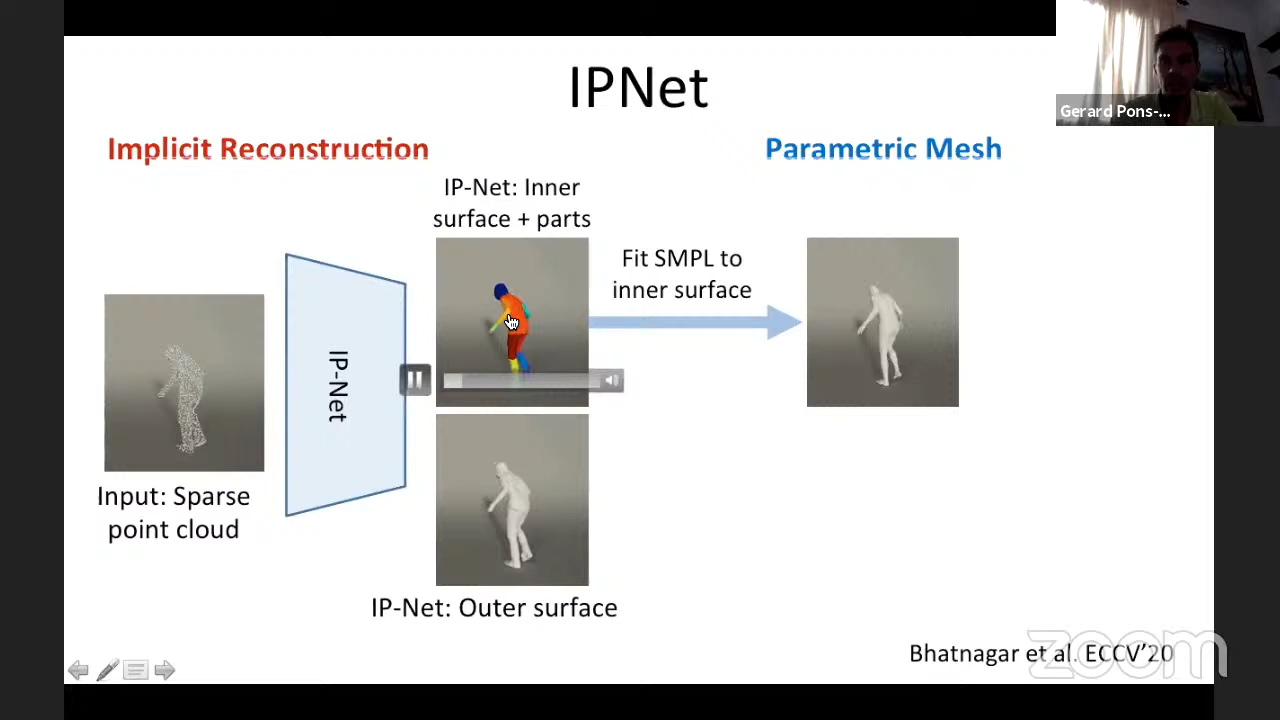 IPNet
Gerard Pons-...
Implicit Reconstruction
Parametric Mesh
IP-Net: Inner
surface + parts
Fit SMPL to
inner surface
IP-Net
Input: Sparse
point cloud
IP-Net: Outer surface
Bhatnagar et al. ECCV'20
zoom